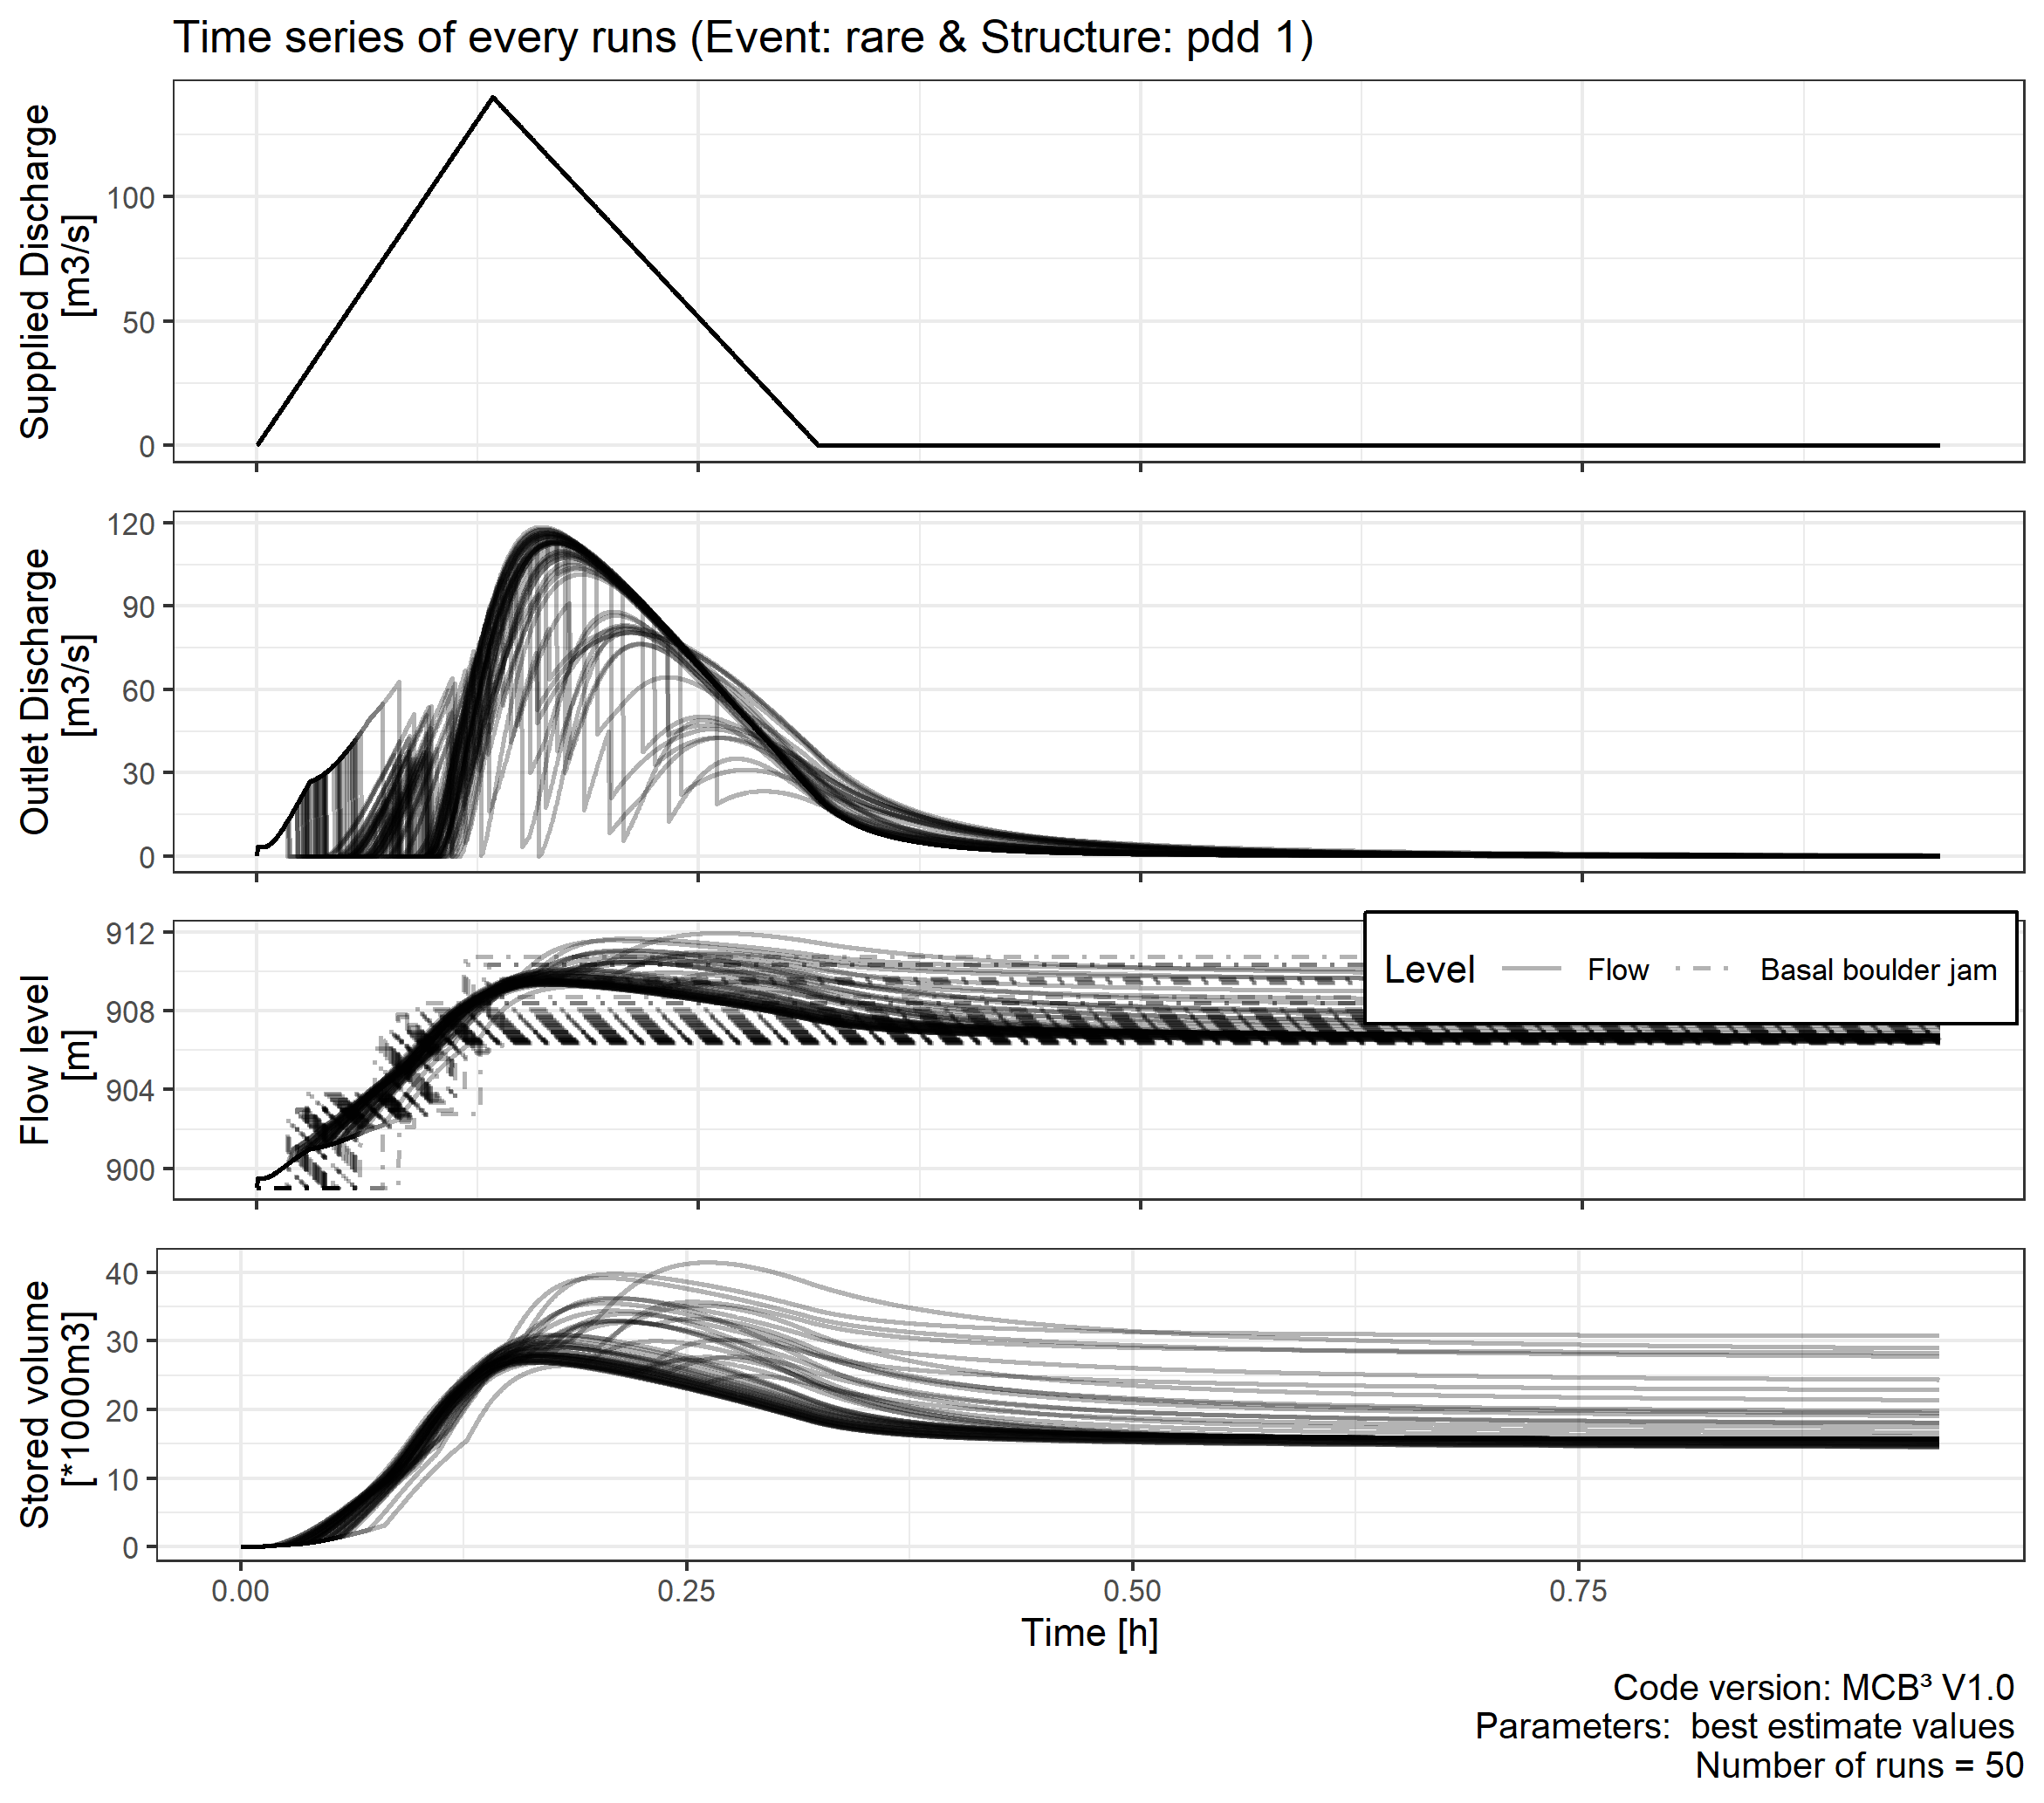 Time series of every runs (Event: rare & Structure: pdd 1)
Supplied Discharge
[m3/s]
100
50
0
Outlet Discharge
[m3/s]
120
90
60
30
0
Flow level
[m]
912
908
904
900
Level
Flow
Basal boulder jam
Stored volume
[*1000m3]
40
30
20
10
0
0.00
0.25
0.50
0.75
Time [h]
Code version: MCB³ V1.0
Parameters:  best estimate values
Number of runs = 50